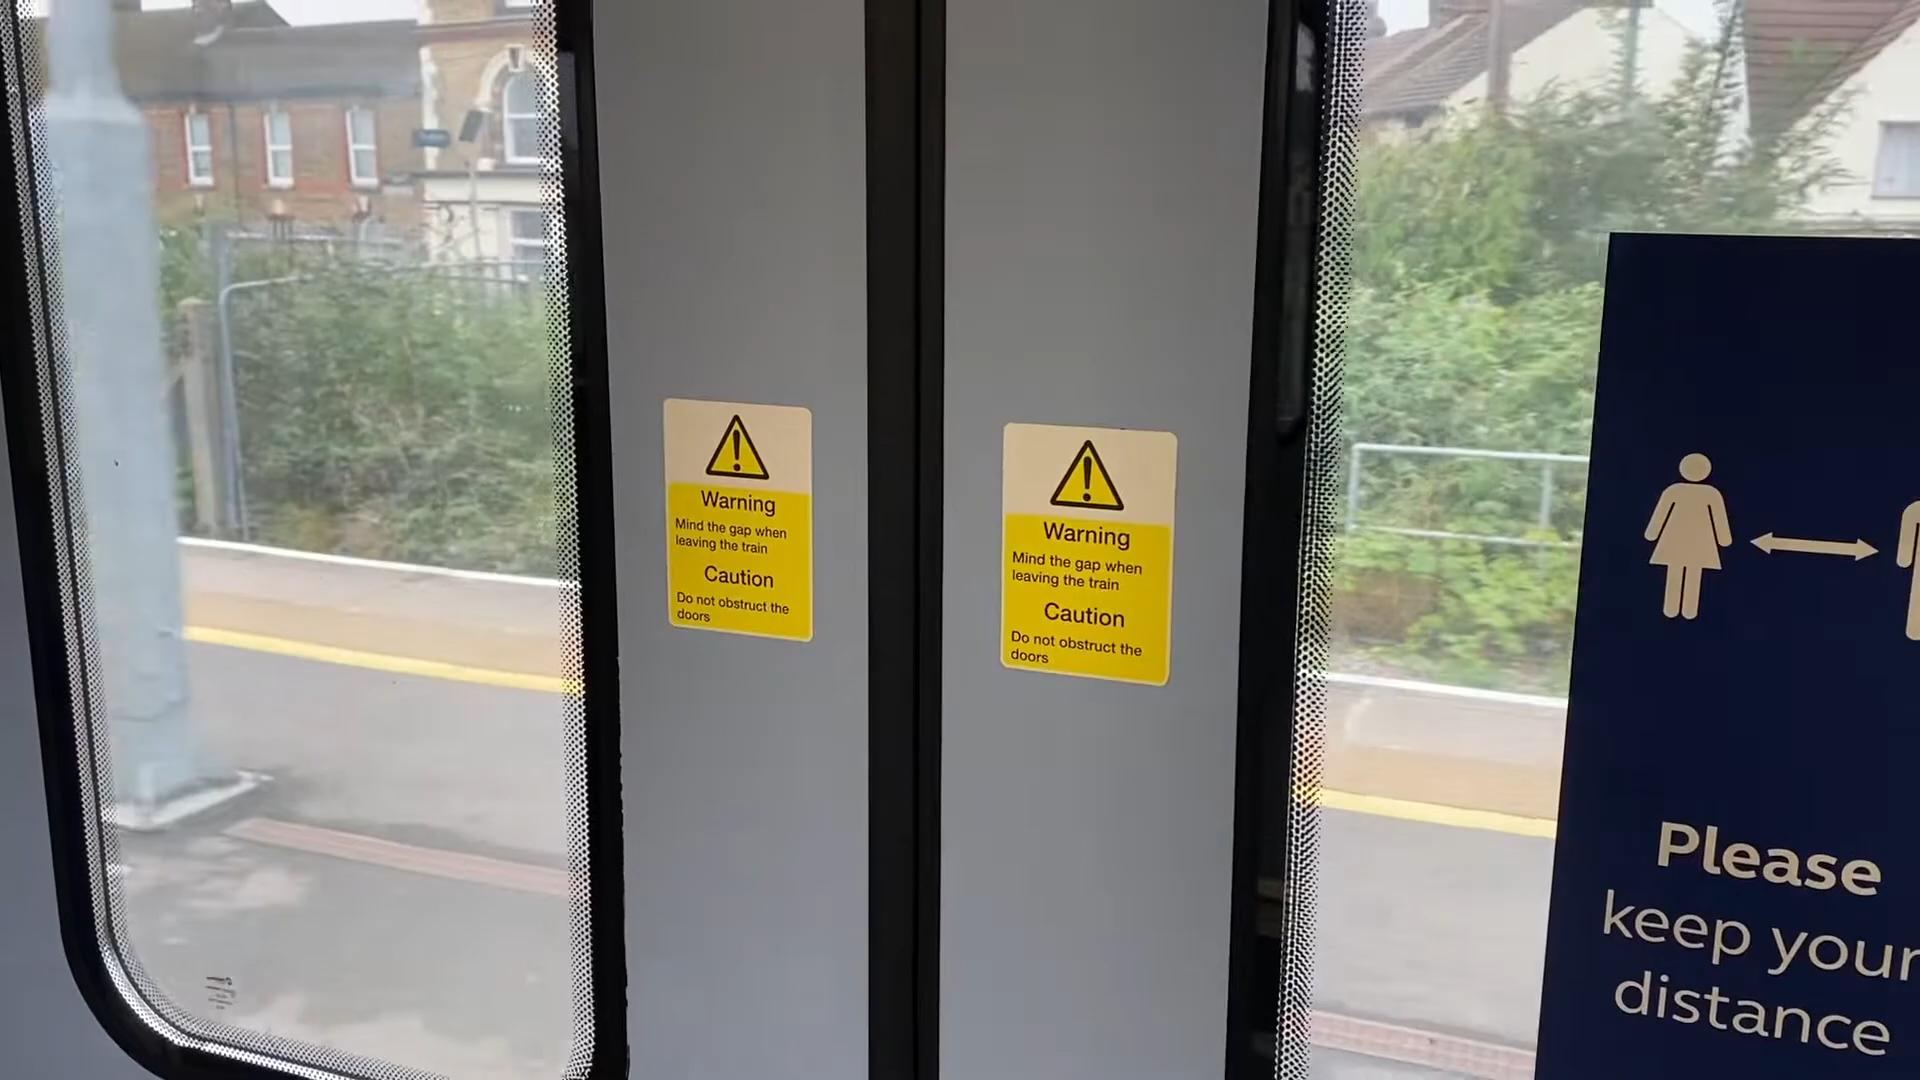 Warning
Mind the gap when
leaving the train
Caution
Do not obstruct the
doors
Warning
Mind the gap when
leaving the train
Caution
Do not obstruct the
doors
Please
keep your
distance